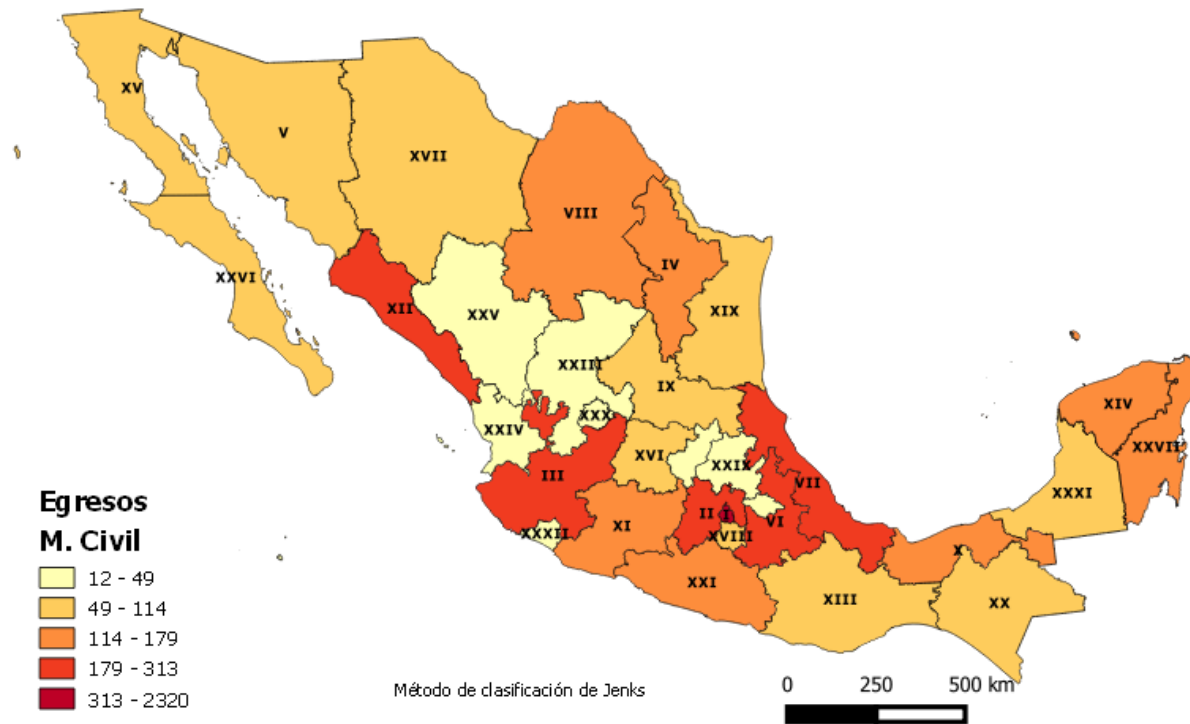 XV
V
XVII
VIII
IV
XXVI
XII
XXV
XIX
XXIII
IX
XXX
XXIV
XIV
XXVII
XVI
XXIX
III
VII
XXXI
II
I
VI
XI
XXXII
XVIII
X
XXI
XIII
XX
Egresos
M. Civil
12 - 49
49 - 114
114 - 179
179 - 313
313 - 2320
Método de clasificación de Jenks
0 250 500 km